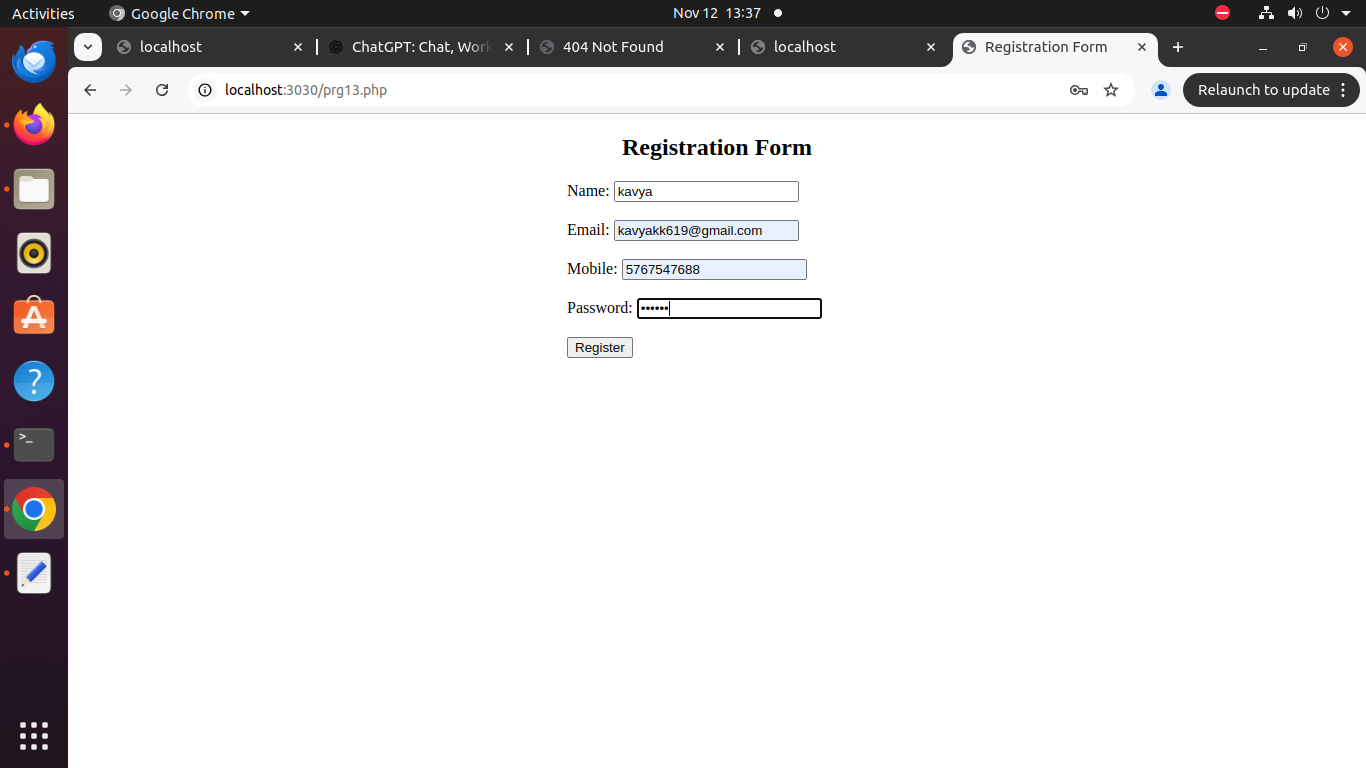 Activities Google Chrome Nov 12 13:37
localhost ChatGPT: Chat, Work 404 Not Found localhost Registration Form
localhost:3030/prg13.php Relaunch to update
Registration Form
Name: kavya
Email: kavyakk619@gmail.com
Mobile: 5767547688
Password: ••••••
Register